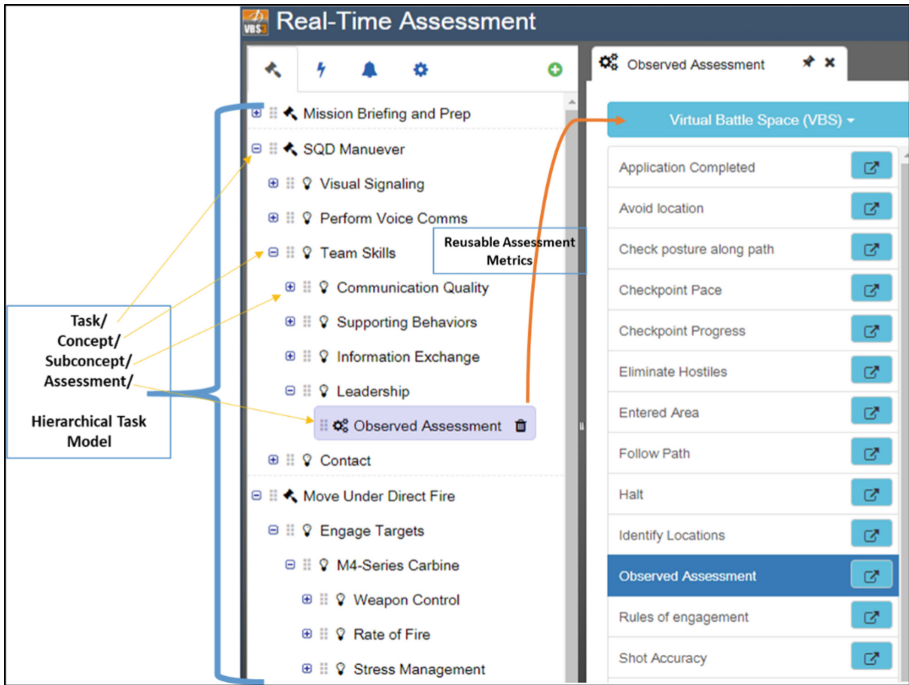 VBS3 Real-Time Assessment
Observed Assessment
Mission Briefing and Prep
SQD Manuever
Visual Signaling
Perform Voice Comms
Team Skills
Communication Quality
Supporting Behaviors
Information Exchange
Leadership
Observed Assessment
Contact
Move Under Direct Fire
Engage Targets
M4-Series Carbine
Weapon Control
Rate of Fire
Stress Management
Task/
Concept/
Subconcept/
Assessment/
Hierarchical Task
Model
Reusable Assessment
Metrics
Virtual Battle Space (VBS)
Application Completed
Avoid location
Check posture along path
Checkpoint Pace
Checkpoint Progress
Eliminate Hostiles
Entered Area
Follow Path
Halt
Identify Locations
Observed Assessment
Rules of engagement
Shot Accuracy